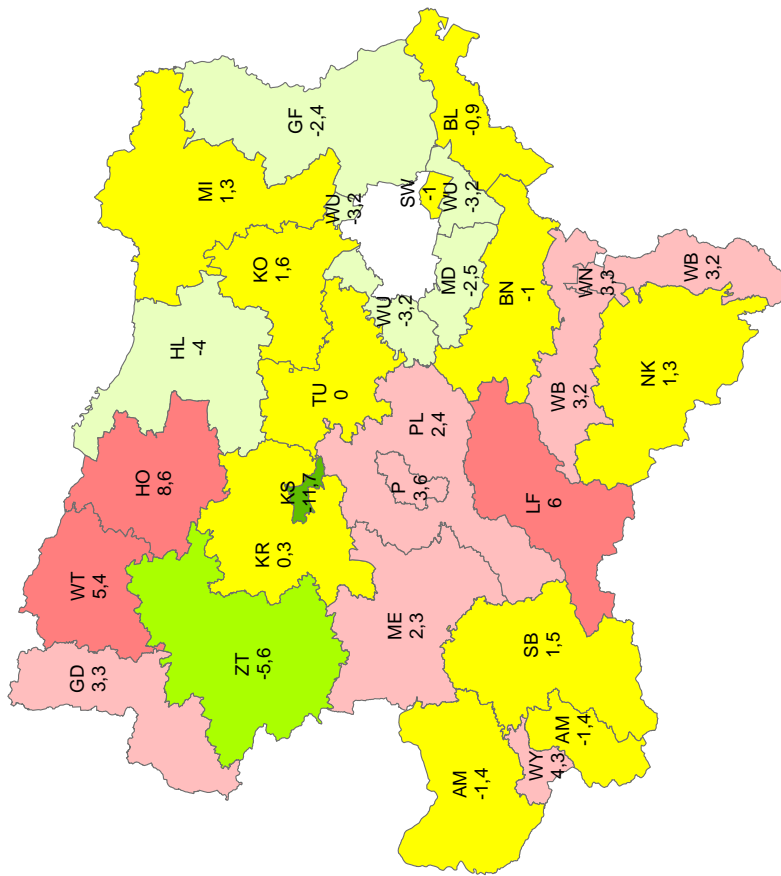 GD
3,3
WT
5,4
HO
8,6
HL
-4
MI
1,3
ZT
-5,6
KR
0,3
KO
1,6
KS
-11,7
GF
-2,4
TU
0
WU
-3,2
WU
-3,2
ME
2,3
P
3,6
PL
2,4
SW
-1
AM
-1,4
MD
-2,5
WU
-3,2
BL
-0,9
BN
-1
SB
1,5
WY
4,3
LF
6
AM
-1,4
WB
3,2
WN
3,3
NK
1,3
WB
3,2